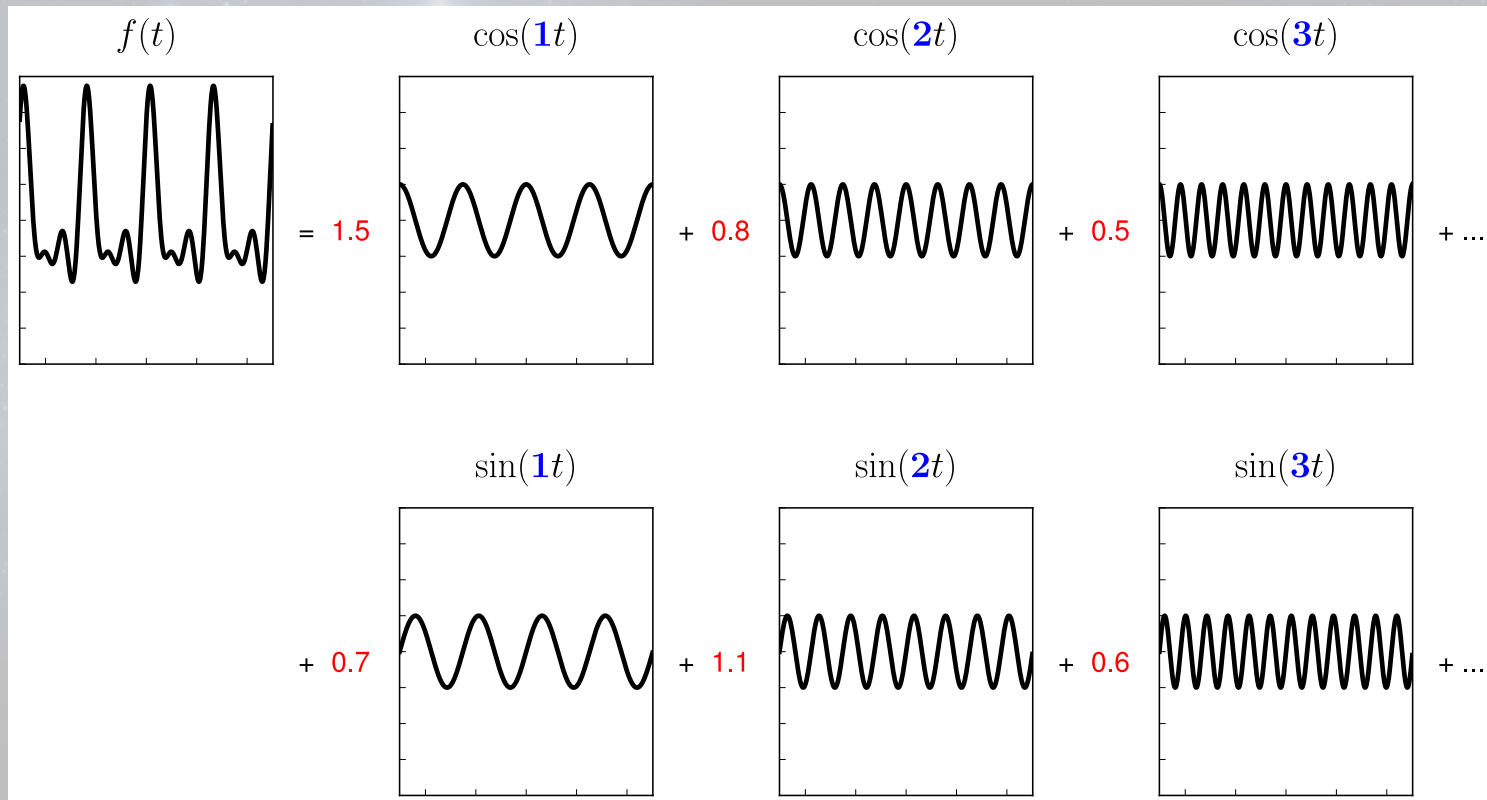 f(t) cos(1t) cos(2t) cos(3t)
= 1.5 + 0.8 + 0.5 + ...
sin(1t) sin(2t) sin(3t)
+ 0.7 + 1.1 + 0.6 + ...